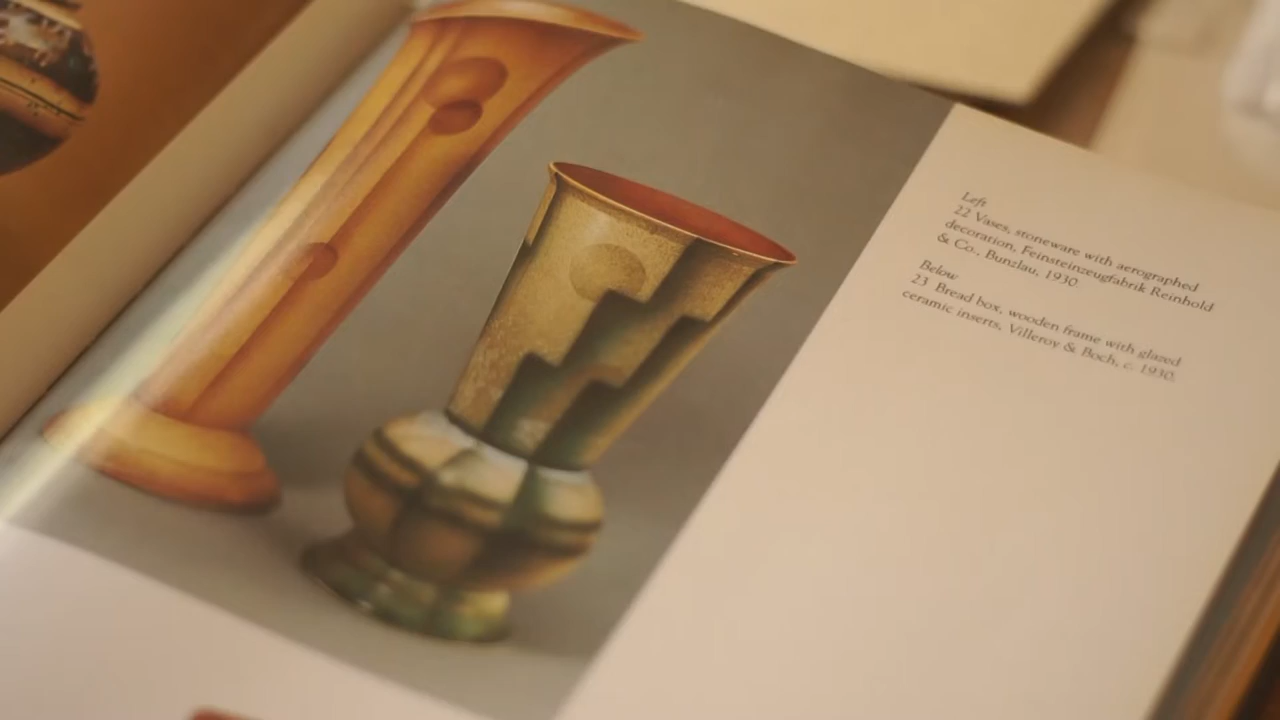 Left
22 Vases, stoneware with aerographed
decoration, Feinsteinzeugfabrik Reinhold
& Co., Bunzlau, 1930
Below
23 Bread box, wooden frame with glazed
ceramic inserts, Villeroy & Boch, c. 1930